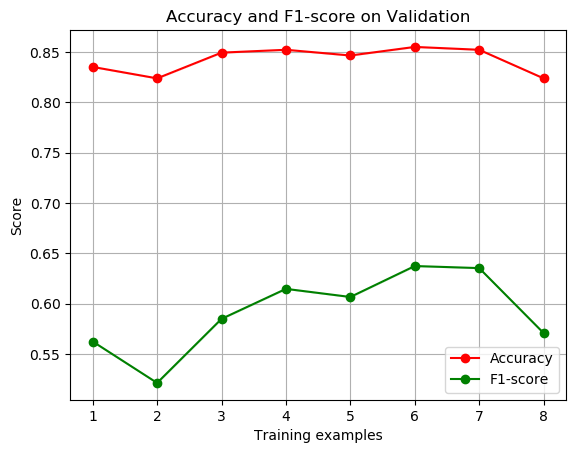 Accuracy and F1-score on Validation
Score
0.85
0.80
0.75
0.70
0.65
0.60
0.55
1 2 3 4 5 6 7 8
Training examples
Accuracy
F1-score